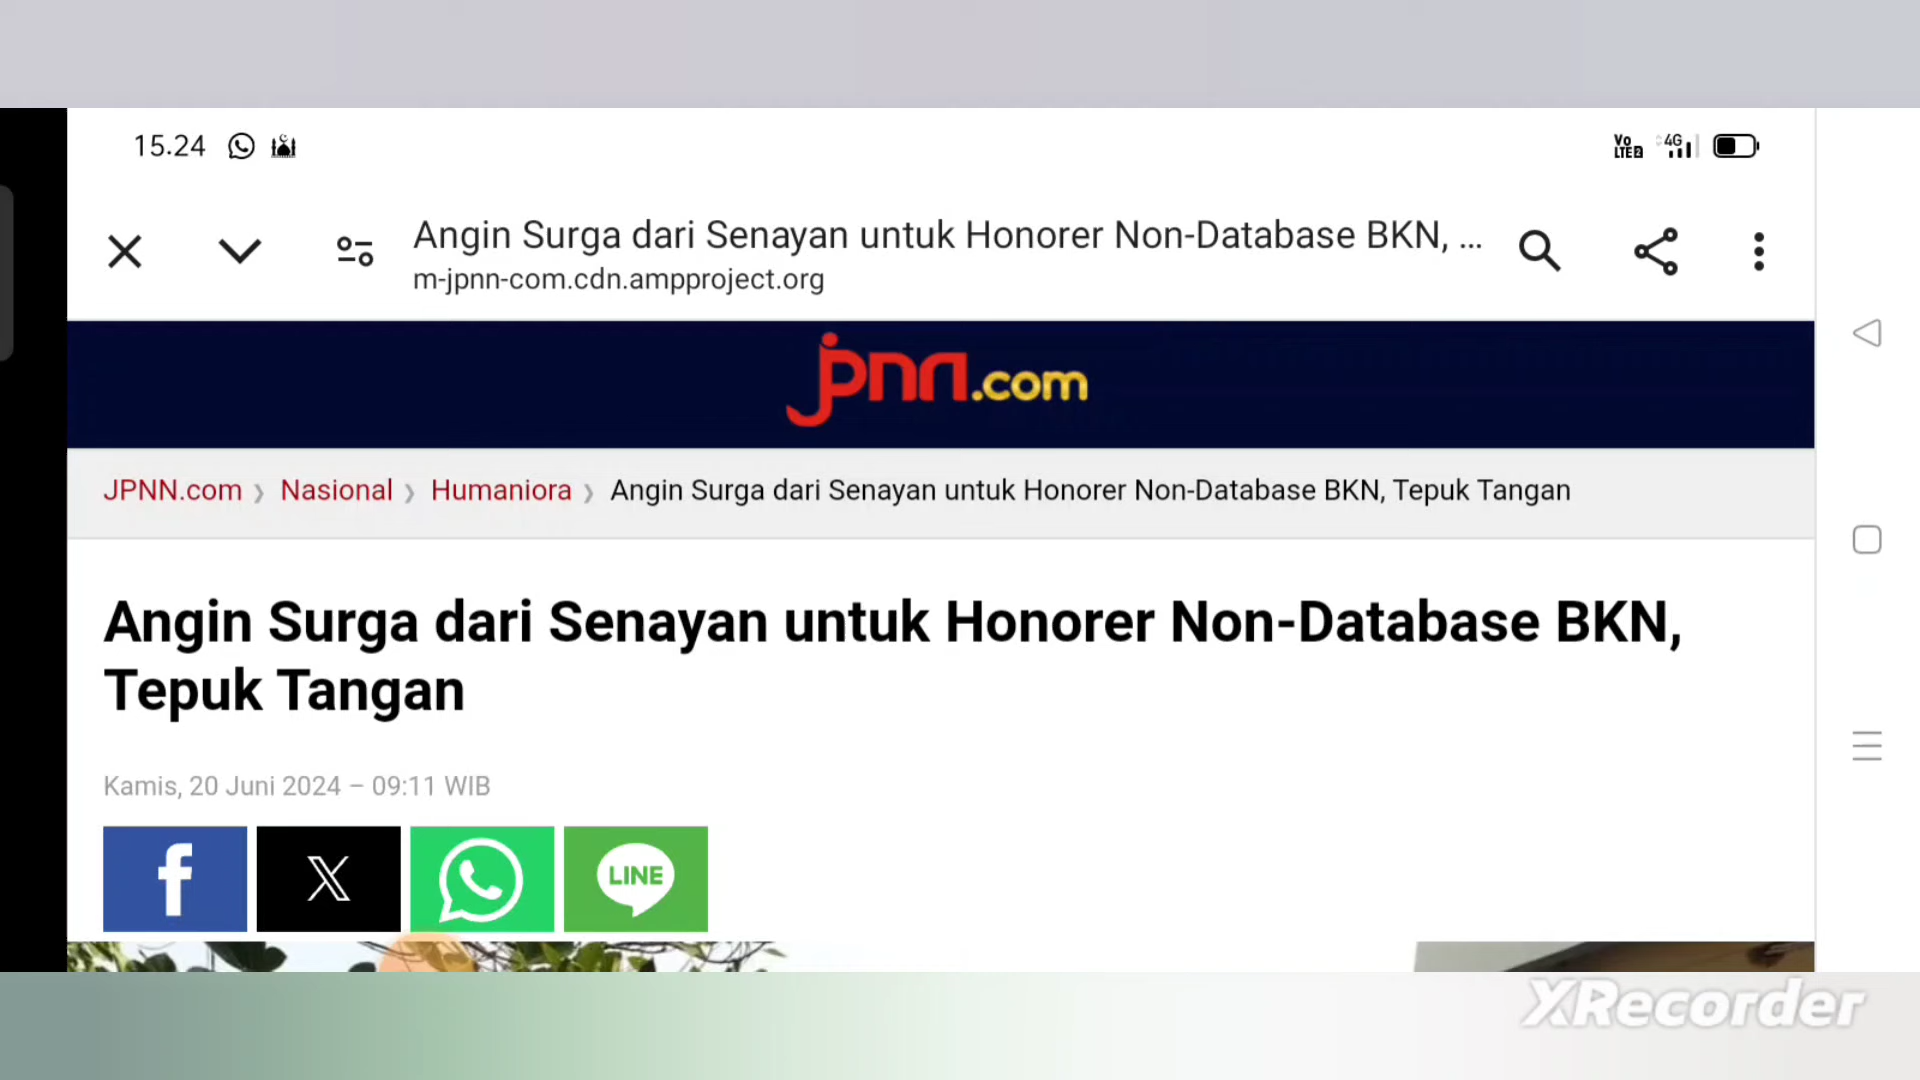 15.24
Vo LTE2 4G
Angin Surga dari Senayan untuk Honorer Non-Database BKN, ...
m-jpnn-com.cdn.ampproject.org
jpnn.com
JPNN.com › Nasional › Humaniora › Angin Surga dari Senayan untuk Honorer Non-Database BKN, Tepuk Tangan
Angin Surga dari Senayan untuk Honorer Non-Database BKN,
Tepuk Tangan
Kamis, 20 Juni 2024 – 09:11 WIB
LINE
XRecorder